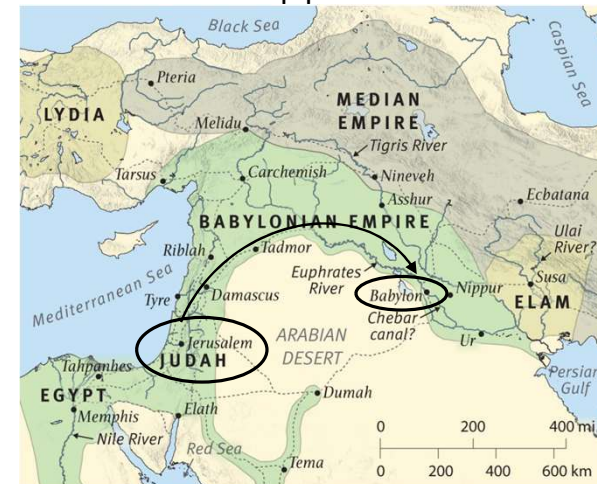 Black Sea
Caspian Sea
Pteria
LYDIA
MEDIAN
EMPIRE
Melidu
Tigris River
Tarsus
Carchemish
Nineveh
Asshur
Ecbatana
BABYLONIAN EMPIRE
Ulai
River?
Riblah
Tadmor
Euphrates
River
Susa
Mediterranean Sea
Tyre
Damascus
Babylon
Nippur
ELAM
Chebar
canal?
Jerusalem
JUDAH
ARABIAN
DESERT
Ur
Tahpanhes
Persian
Gulf
EGYPT
Memphis
Elath
Dumah
Nile River
Red Sea
Tema
0 200 400 mi
0 200 400 600 km